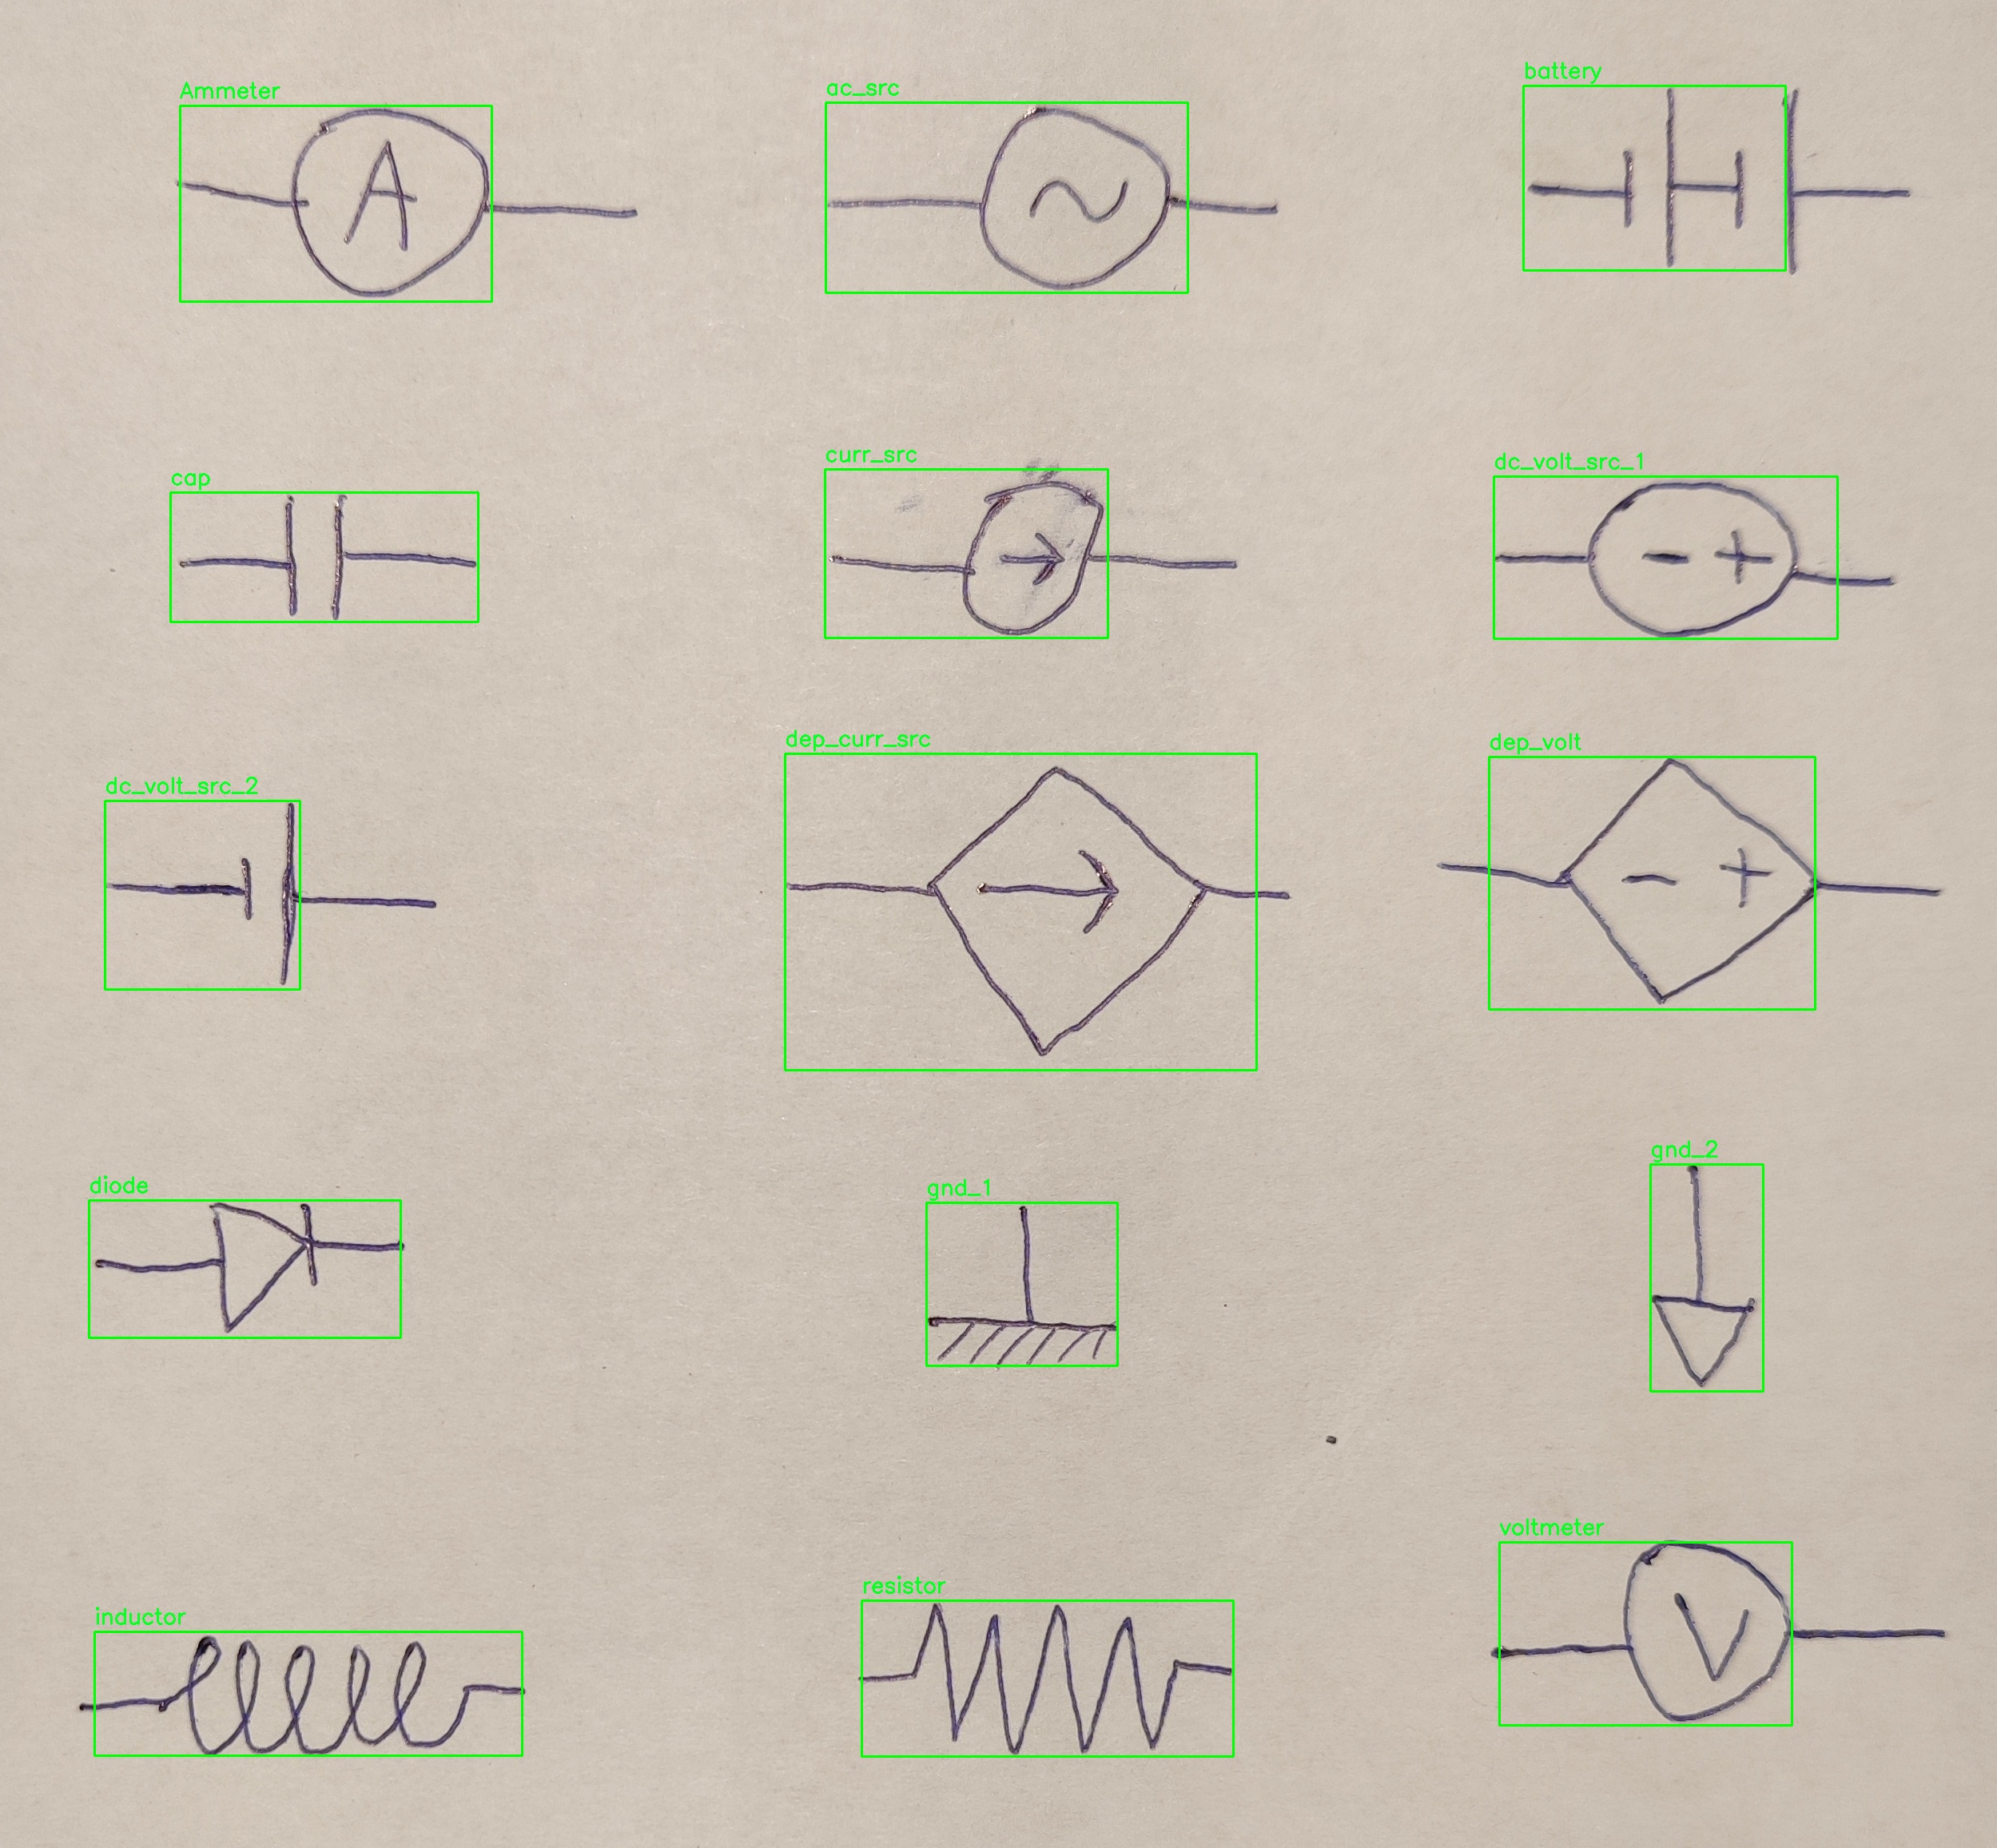 Ammeter
A
ac_src
battery
cap
curr_src
dc_volt_src_1
- +
dc_volt_src_2
dep_curr_src
dep_volt
- +
diode
gnd_1
gnd_2
inductor
resistor
voltmeter
V